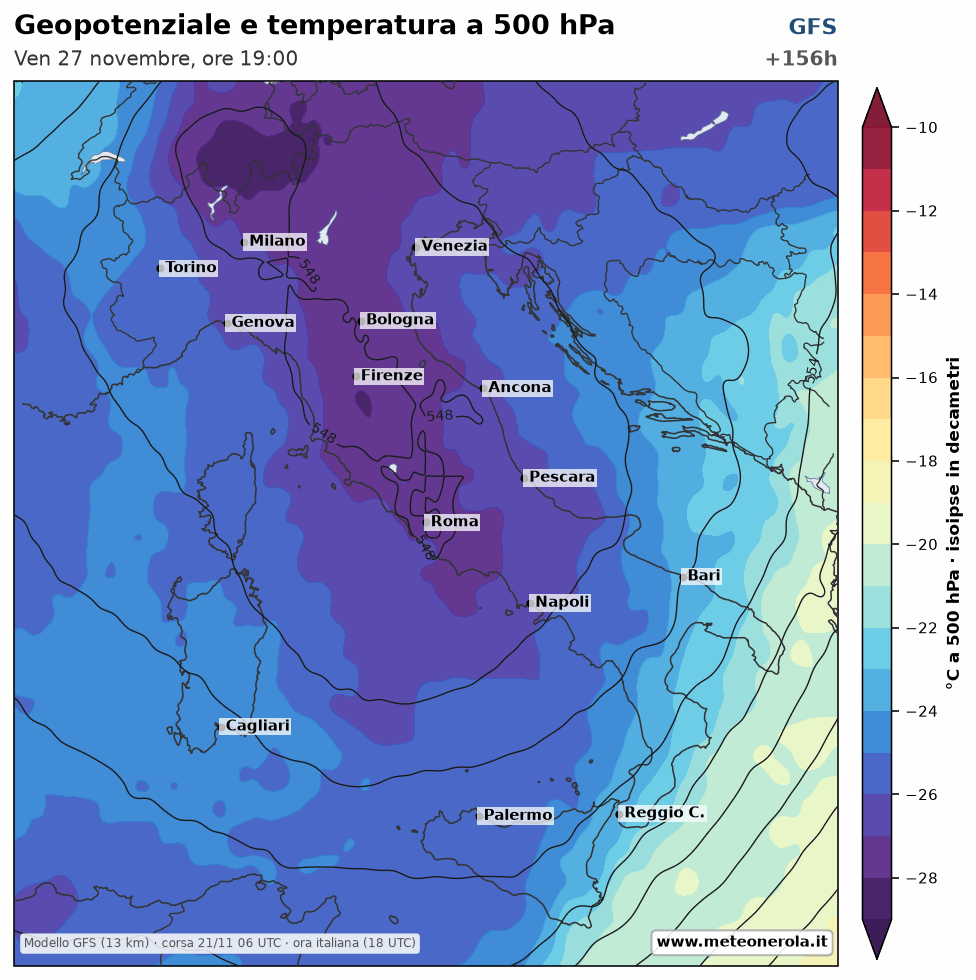 Geopotenziale e temperatura a 500 hPa
GFS
Ven 27 novembre, ore 19:00
+156h
Milano
Venezia
Torino
548
Genova
Bologna
554
Firenze
Ancona
548
548
Pescara
Roma
548
Bari
Napoli
Cagliari
Palermo
Reggio C.
−10
−12
−14
−16
−18
−20
−22
−24
−26
−28
°C a 500 hPa · isoipse in decametri
Modello GFS (13 km) · corsa 21/11 06 UTC · ora italiana (18 UTC)
www.meteonerola.it